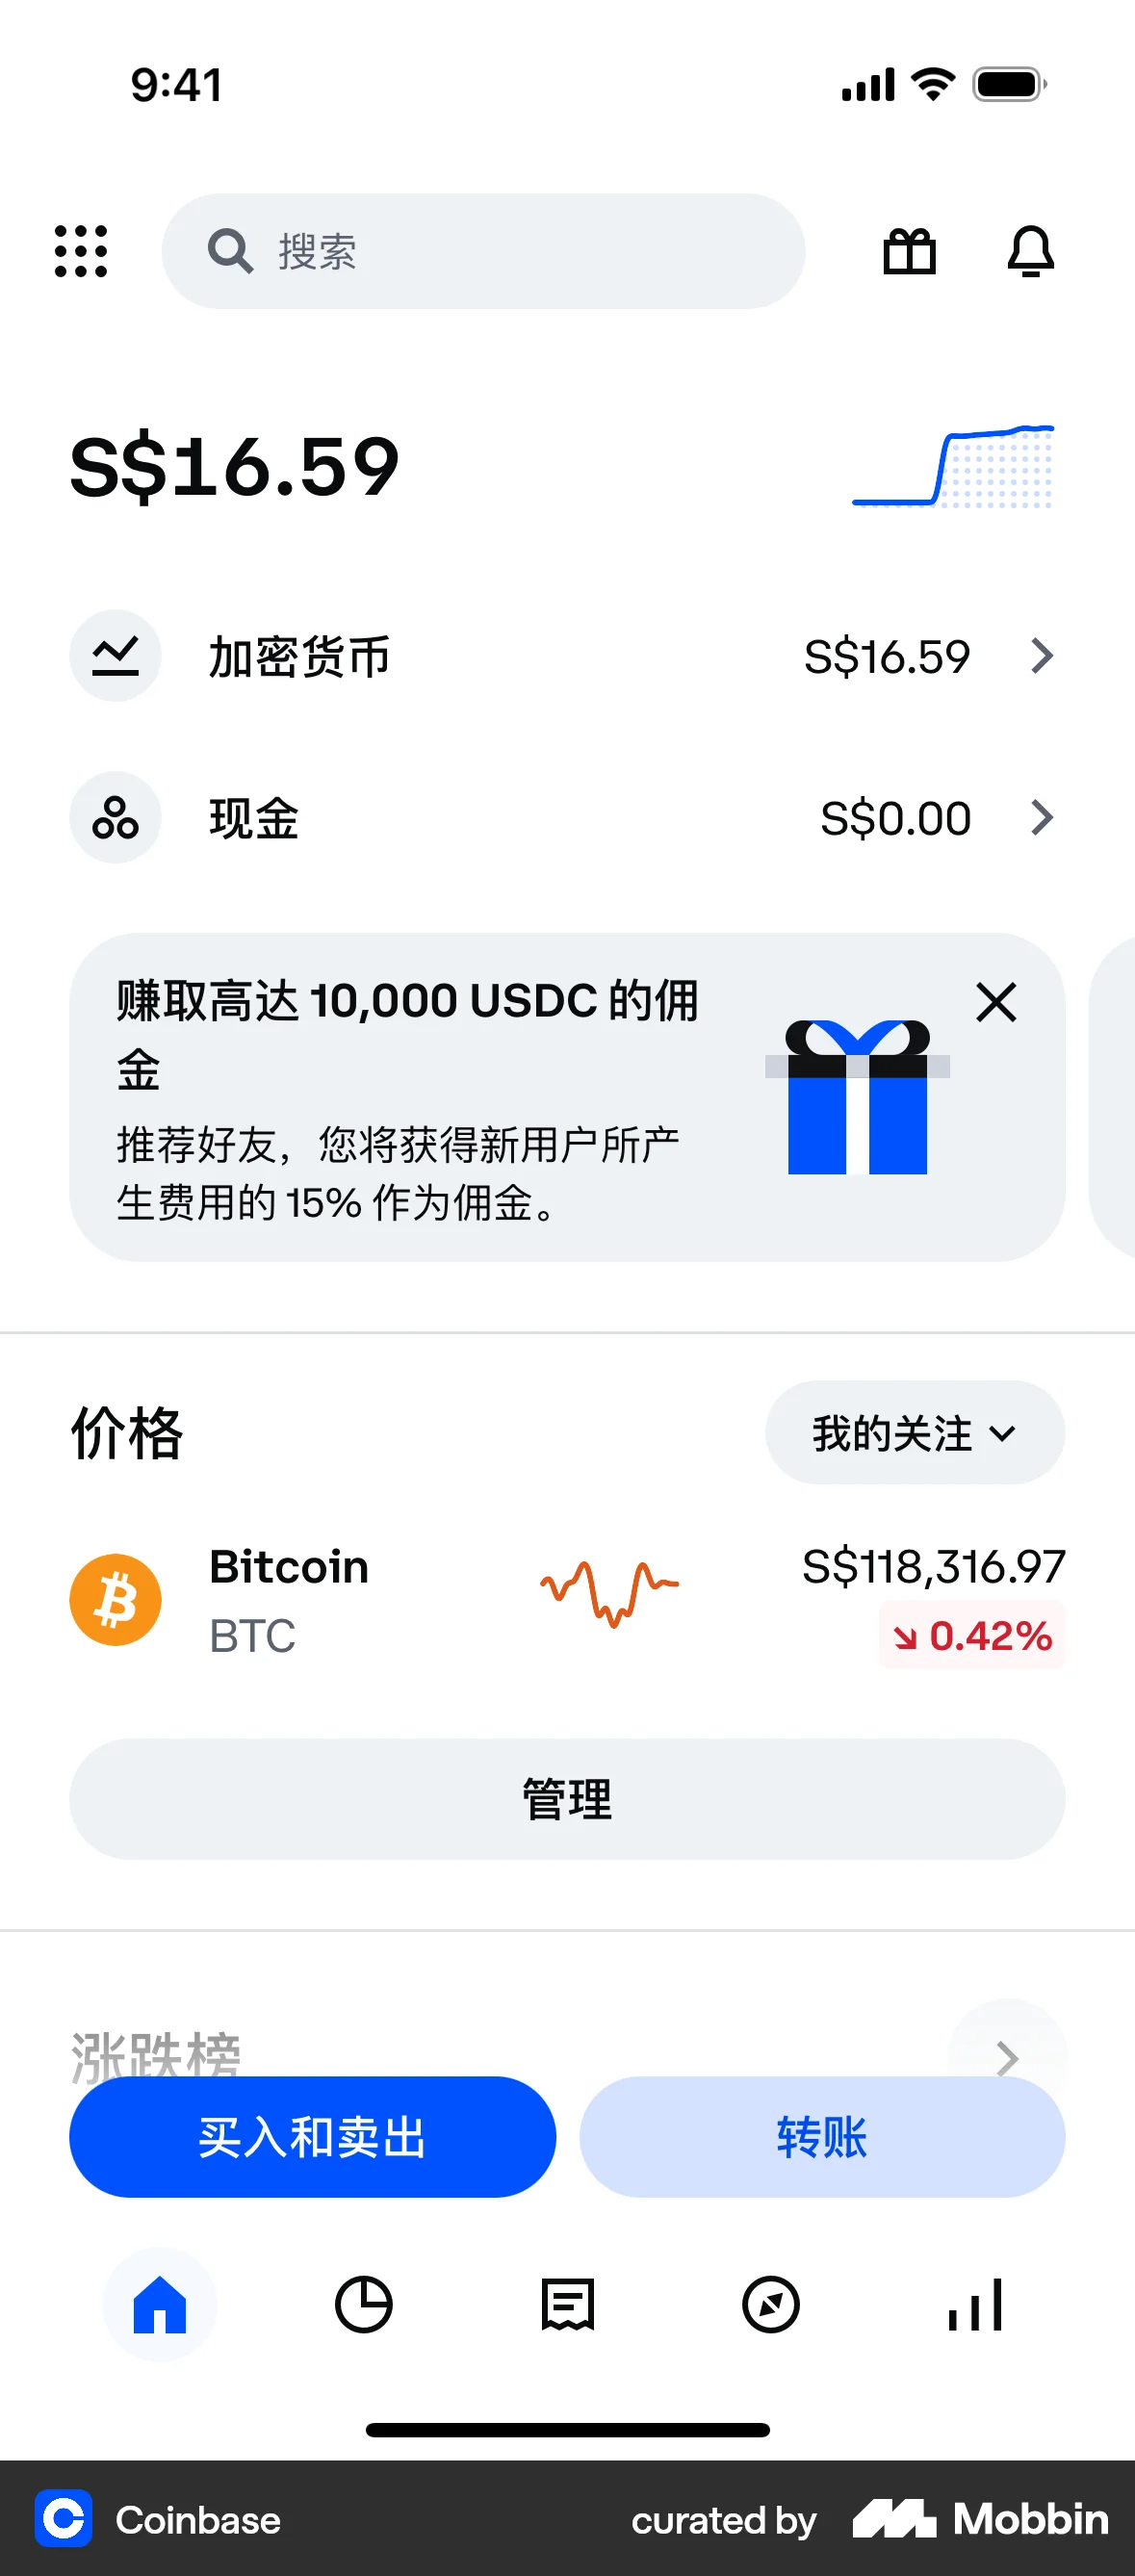 9:41
搜索
S$16.59
加密货币
S$16.59
现金
S$0.00
赚取高达 10,000 USDC 的佣
金
推荐好友，您将获得新用户所产
生费用的 15% 作为佣金。
价格
我的关注
Bitcoin
S$118,316.97
BTC
0.42%
管理
涨跌榜
买入和卖出
转账
Coinbase
curated by Mobbin